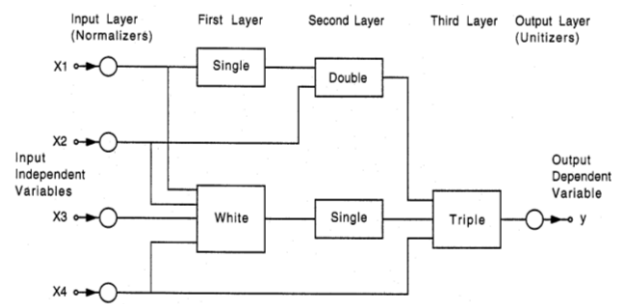 Input Layer
(Normalizers)
First Layer
Second Layer
Third Layer
Output Layer
(Unitizers)
X1
Single
Double
X2
Input
Independent
Variables
X3
White
Single
Triple
Output
Dependent
Variable
y
X4